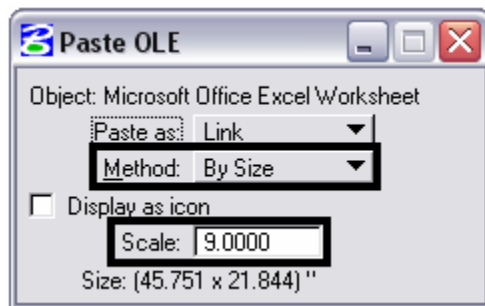 Paste OLE
Object: Microsoft Office Excel Worksheet
Paste as: Link
Method: By Size
Display as icon
Scale: 9.0000
Size: (45.751 x 21.844) "